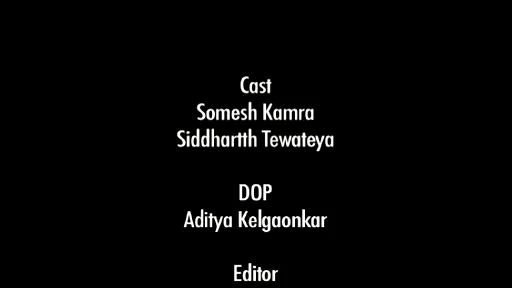 Cast
Somesh Kamra
Siddhartth Tewateya
DOP
Aditya Kelgaonkar
Editor